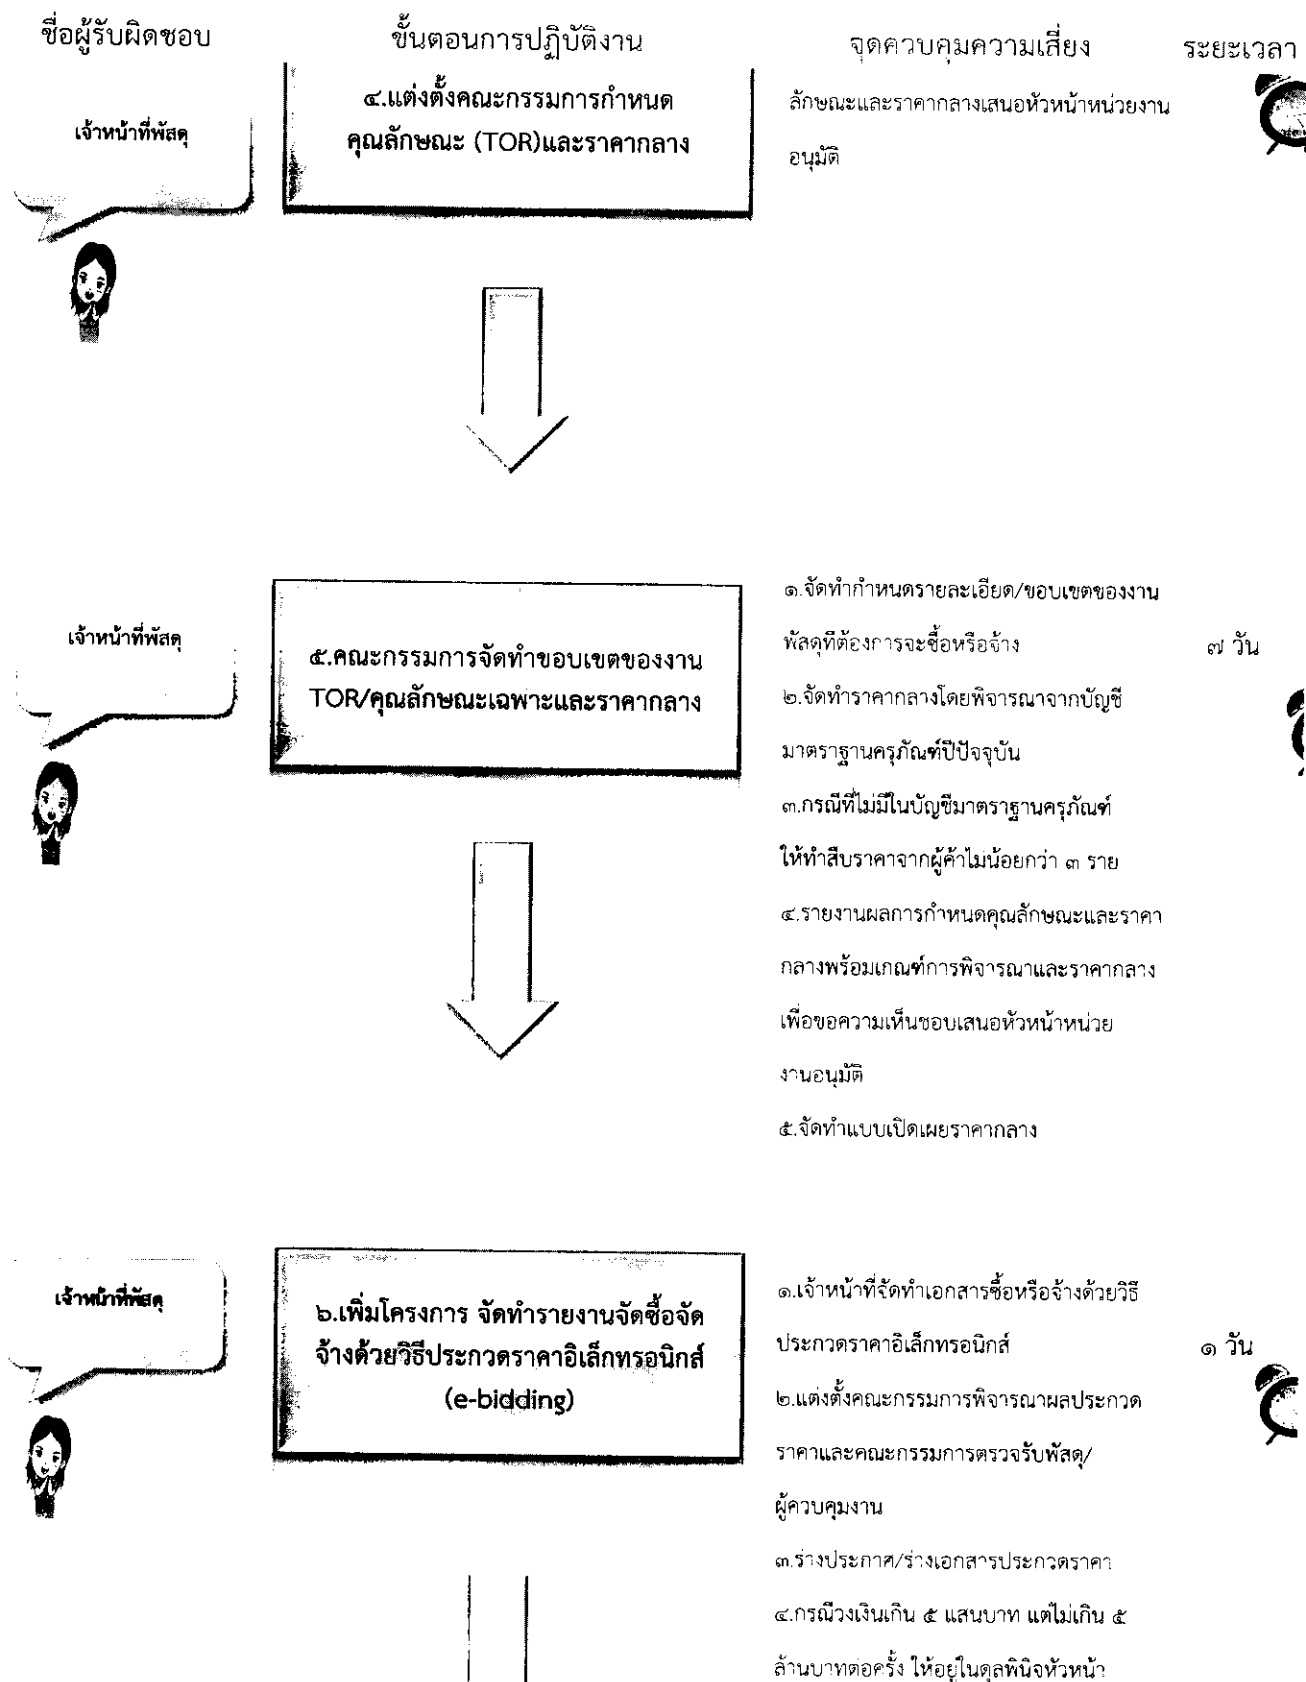 ชื่อผู้รับผิดชอบ
ขั้นตอนการปฏิบัติงาน
จุดควบคุมความเสี่ยง
ระยะเวลา
เจ้าหน้าที่พัสดุ
๔.แต่งตั้งคณะกรรมการกำหนด
คุณลักษณะ (TOR)และราคากลาง
ลักษณะและราคากลางเสนอหัวหน้าหน่วยงาน
อนุมัติ
เจ้าหน้าที่พัสดุ
๕.คณะกรรมการจัดทำขอบเขตของงาน
TOR/คุณลักษณะเฉพาะและราคากลาง
๑.จัดทำกำหนดรายละเอียด/ขอบเขตของงาน
พัสดุที่ต้องการจะซื้อหรือจ้าง
๗ วัน
๒.จัดทำราคากลางโดยพิจารณาจากบัญชี
มาตราฐานครุภัณฑ์ปีปัจจุบัน
๓.กรณีที่ไม่มีในบัญชีมาตราฐานครุภัณฑ์
ให้ทำสืบราคาจากผู้ค้าไม่น้อยกว่า ๓ ราย
๔.รายงานผลการกำหนดคุณลักษณะและราคา
กลางพร้อมเกณฑ์การพิจารณาและราคากลาง
เพื่อขอความเห็นชอบเสนอหัวหน้าหน่วย
งานอนุมัติ
๕.จัดทำแบบเปิดเผยราคากลาง
เจ้าหน้าที่พัสดุ
๖.เพิ่มโครงการ จัดทำรายงานจัดซื้อจัด
จ้างด้วยวิธีประกวดราคาอิเล็กทรอนิกส์
(e-bidding)
๑.เจ้าหน้าที่จัดทำเอกสารซื้อหรือจ้างด้วยวิธี
ประกวดราคาอิเล็กทรอนิกส์
๑ วัน
๒.แต่งตั้งคณะกรรมการพิจารณาผลประกวด
ราคาและคณะกรรมการตรวจรับพัสดุ/
ผู้ควบคุมงาน
๓.ร่างประกาศ/ร่างเอกสารประกวดราคา
๔.กรณีวงเงินเกิน ๕ แสนบาท แต่ไม่เกิน ๕
ล้านบาทต่อครั้ง ให้อยู่ในดุลพินิจหัวหน้า